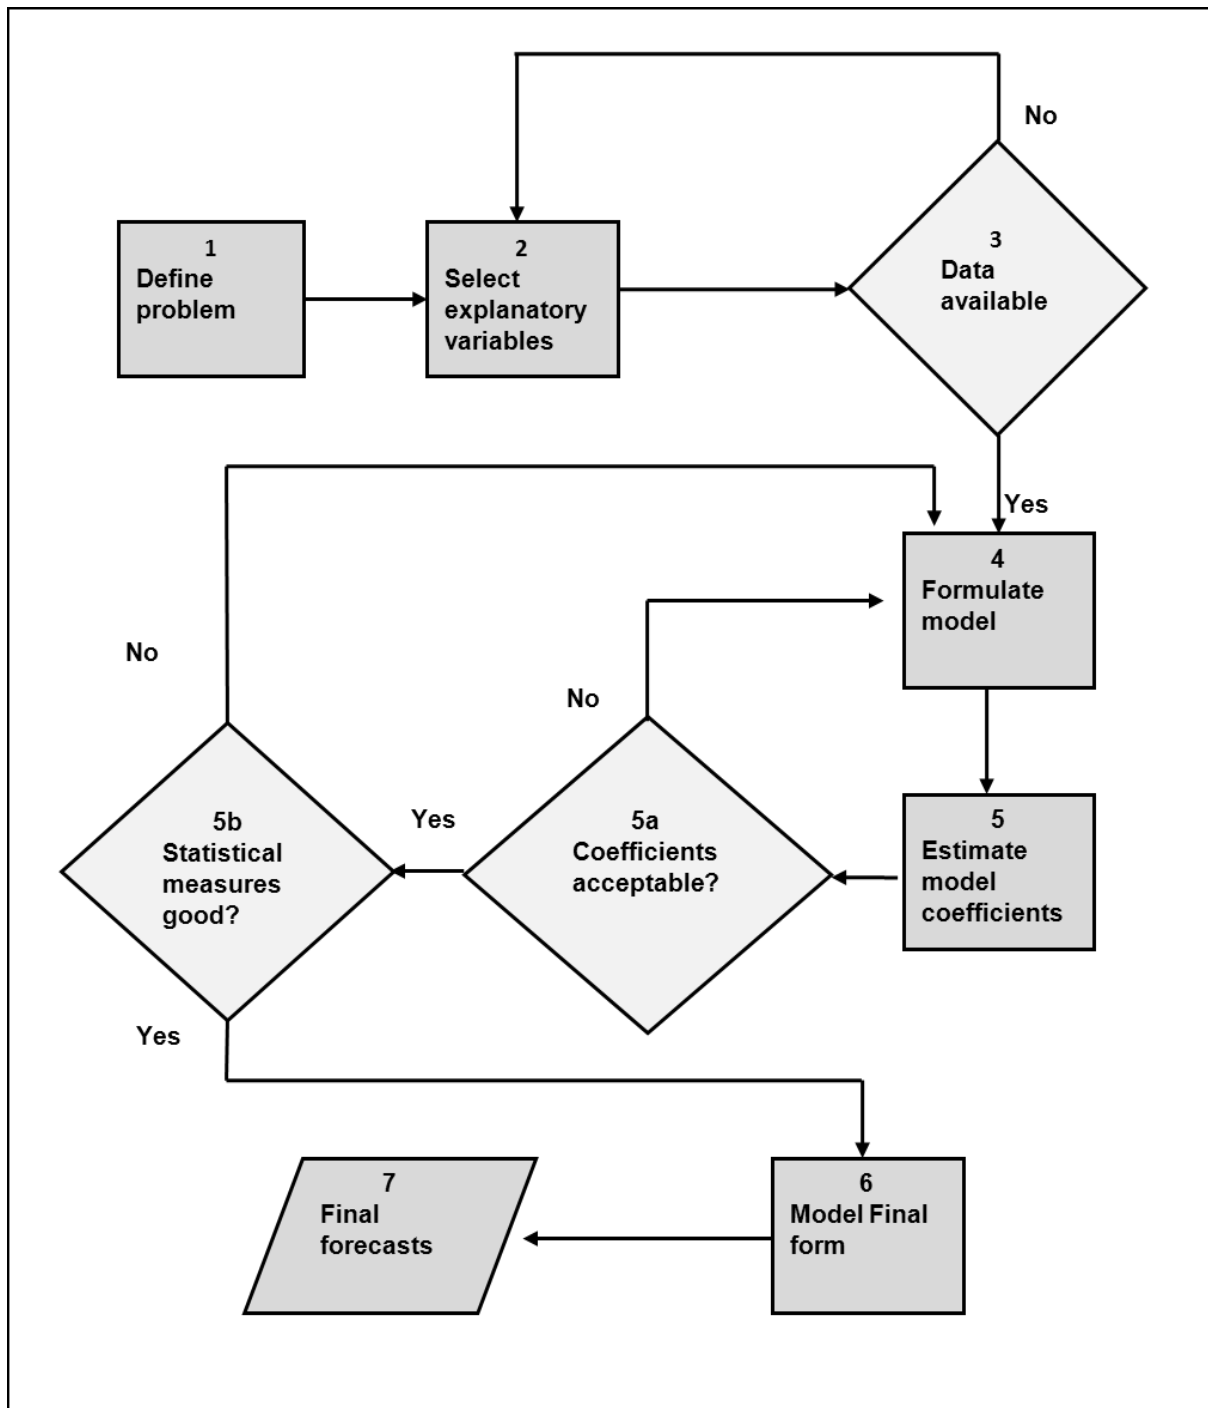 No
1
Define
problem
2
Select
explanatory
variables
3
Data
available
Yes
4
Formulate
model
No
No
5
Estimate
model
coefficients
5a
Coefficients
acceptable?
Yes
5b
Statistical
measures
good?
Yes
6
Model Final
form
7
Final
forecasts